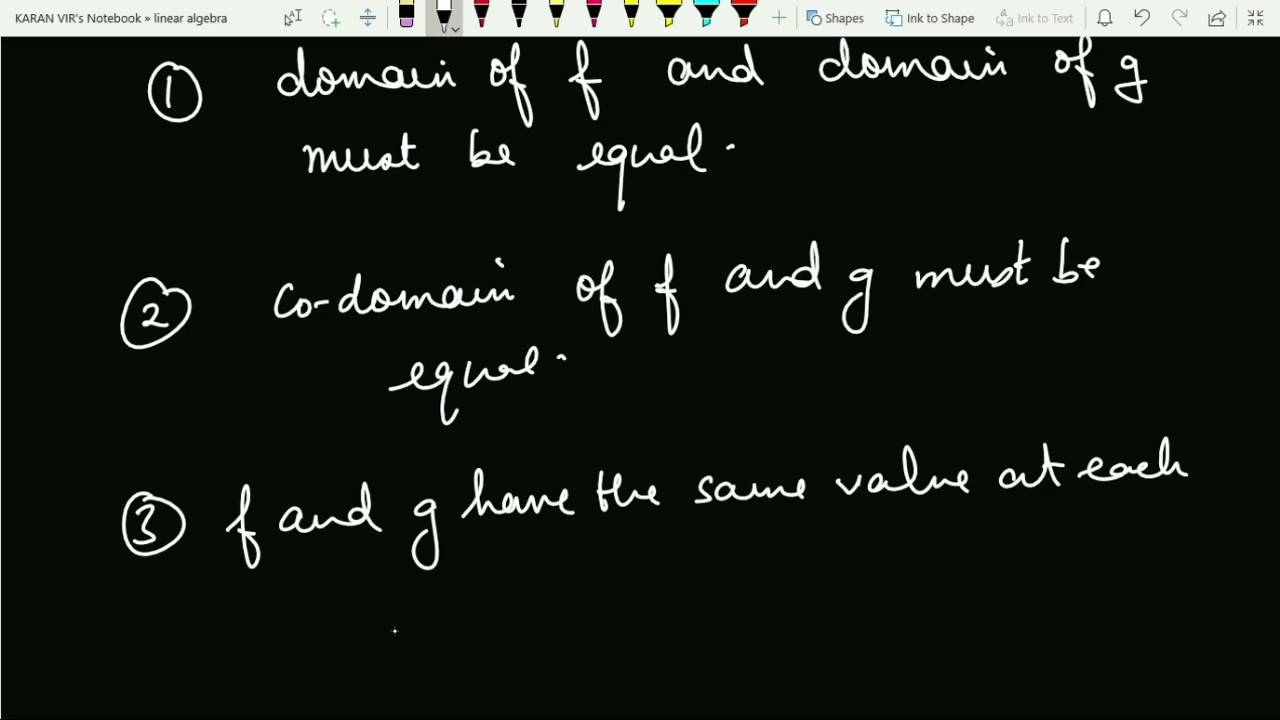 KARAN VIR's Notebook » linear algebra
Shapes
Ink to Shape
Ink to Text
① domain of f and domain of g
must be equal.
② co-domain of f and g must be
equal.
③ f and g have the same value at each